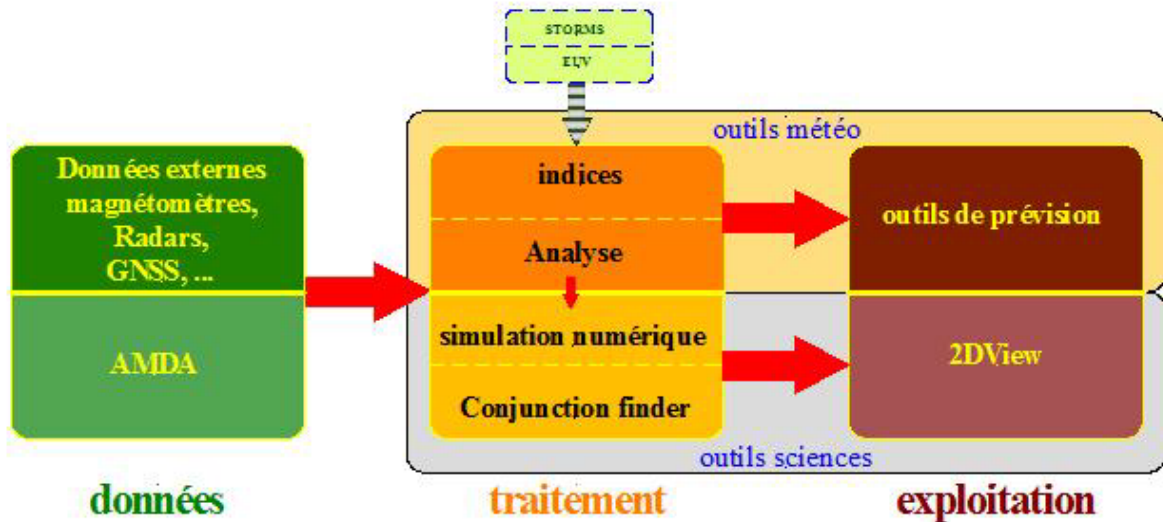 STORMS
EUV
outils météo
Données externes
magnétomètres,
Radars,
GNSS, ...
AMDA
indices
Analyse
simulation numérique
Conjunction finder
outils de prévision
2DView
outils sciences
données
traitement
exploitation